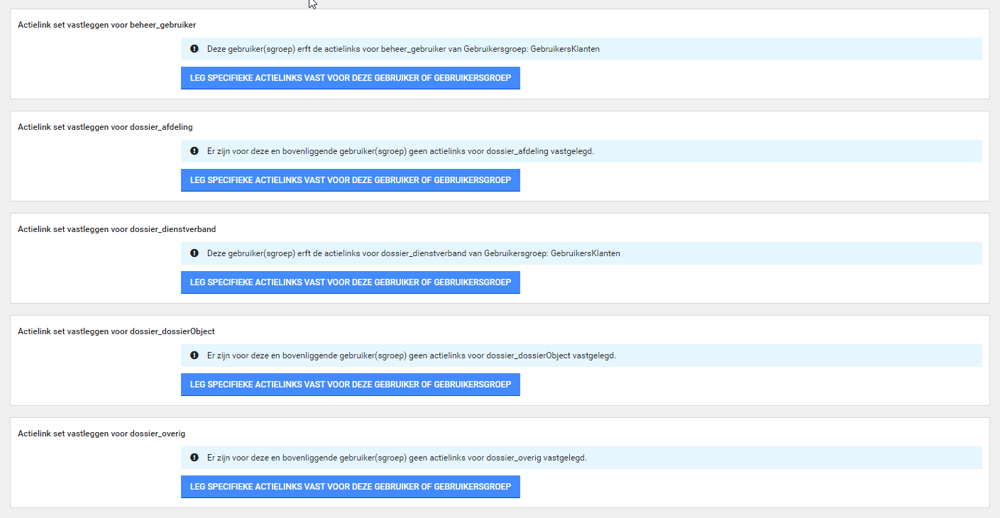 Actielink set vastleggen voor beheer_gebruiker
Deze gebruiker(sgroep) erft de actielinks voor beheer_gebruiker van Gebruikersgroep: GebruikersKlanten
LEG SPECIFIEKE ACTIELINKS VAST VOOR DEZE GEBRUIKER OF GEBRUIKERSGROEP
Actielink set vastleggen voor dossier_afdeling
Er zijn voor deze en bovenliggende gebruiker(sgroep) geen actielinks voor dossier_afdeling vastgelegd.
LEG SPECIFIEKE ACTIELINKS VAST VOOR DEZE GEBRUIKER OF GEBRUIKERSGROEP
Actielink set vastleggen voor dossier_dienstverband
Deze gebruiker(sgroep) erft de actielinks voor dossier_dienstverband van Gebruikersgroep: GebruikersKlanten
LEG SPECIFIEKE ACTIELINKS VAST VOOR DEZE GEBRUIKER OF GEBRUIKERSGROEP
Actielink set vastleggen voor dossier_dossierObject
Er zijn voor deze en bovenliggende gebruiker(sgroep) geen actielinks voor dossier_dossierObject vastgelegd.
LEG SPECIFIEKE ACTIELINKS VAST VOOR DEZE GEBRUIKER OF GEBRUIKERSGROEP
Actielink set vastleggen voor dossier_overig
Er zijn voor deze en bovenliggende gebruiker(sgroep) geen actielinks voor dossier_overig vastgelegd.
LEG SPECIFIEKE ACTIELINKS VAST VOOR DEZE GEBRUIKER OF GEBRUIKERSGROEP